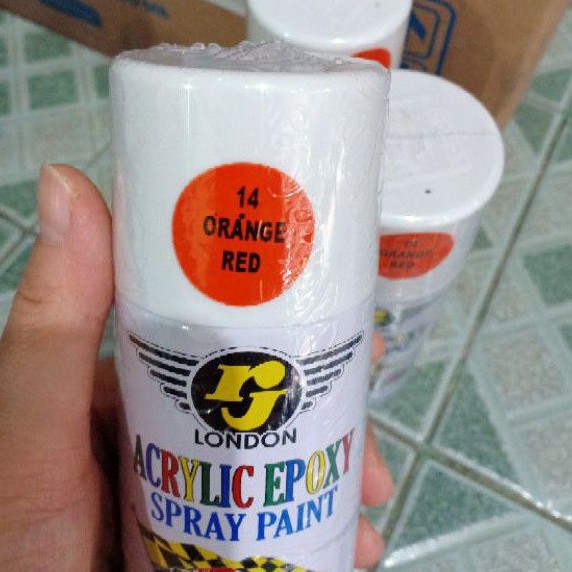 14
ORANGE
RED
rj
LONDON
ACRYLIC EPOXY
SPRAY PAINT
14
ORANGE
RED